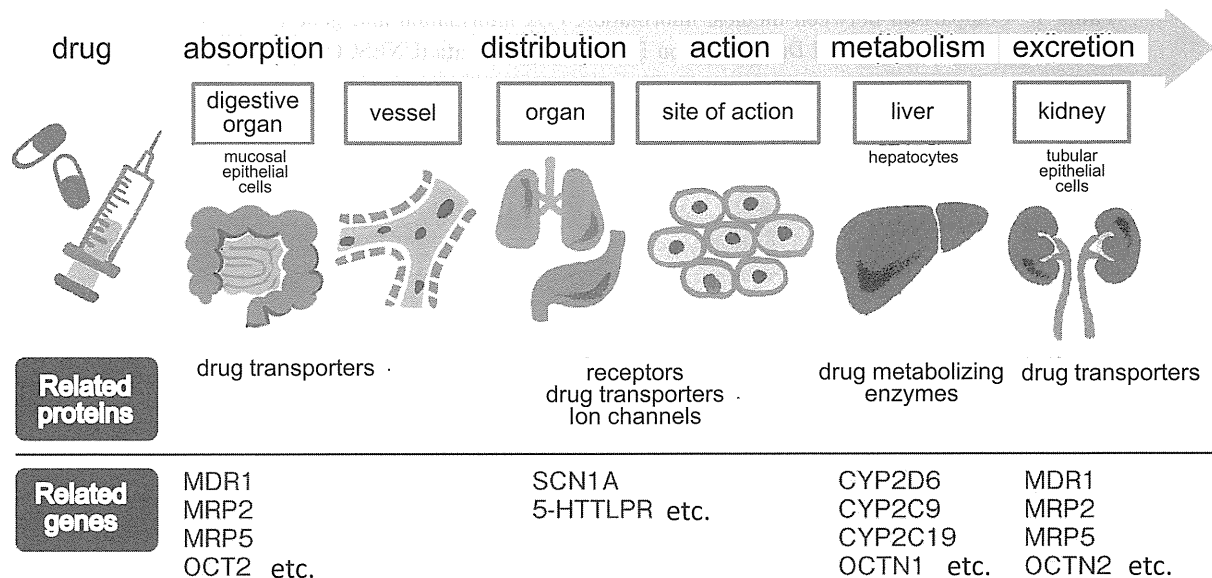 drug
absorption
distribution
action
metabolism
excretion
digestive
organ
vessel
organ
site of action
liver
kidney
mucosal
epithelial
cells
hepatocytes
tubular
epithelial
cells
Related
proteins
drug transporters
receptors
drug transporters
Ion channels
drug metabolizing
enzymes
drug transporters
Related
genes
MDR1
MRP2
MRP5
OCT2 etc.
SCN1A
5-HTTLPR etc.
CYP2D6
CYP2C9
CYP2C19
OCTN1 etc.
MDR1
MRP2
MRP5
OCTN2 etc.